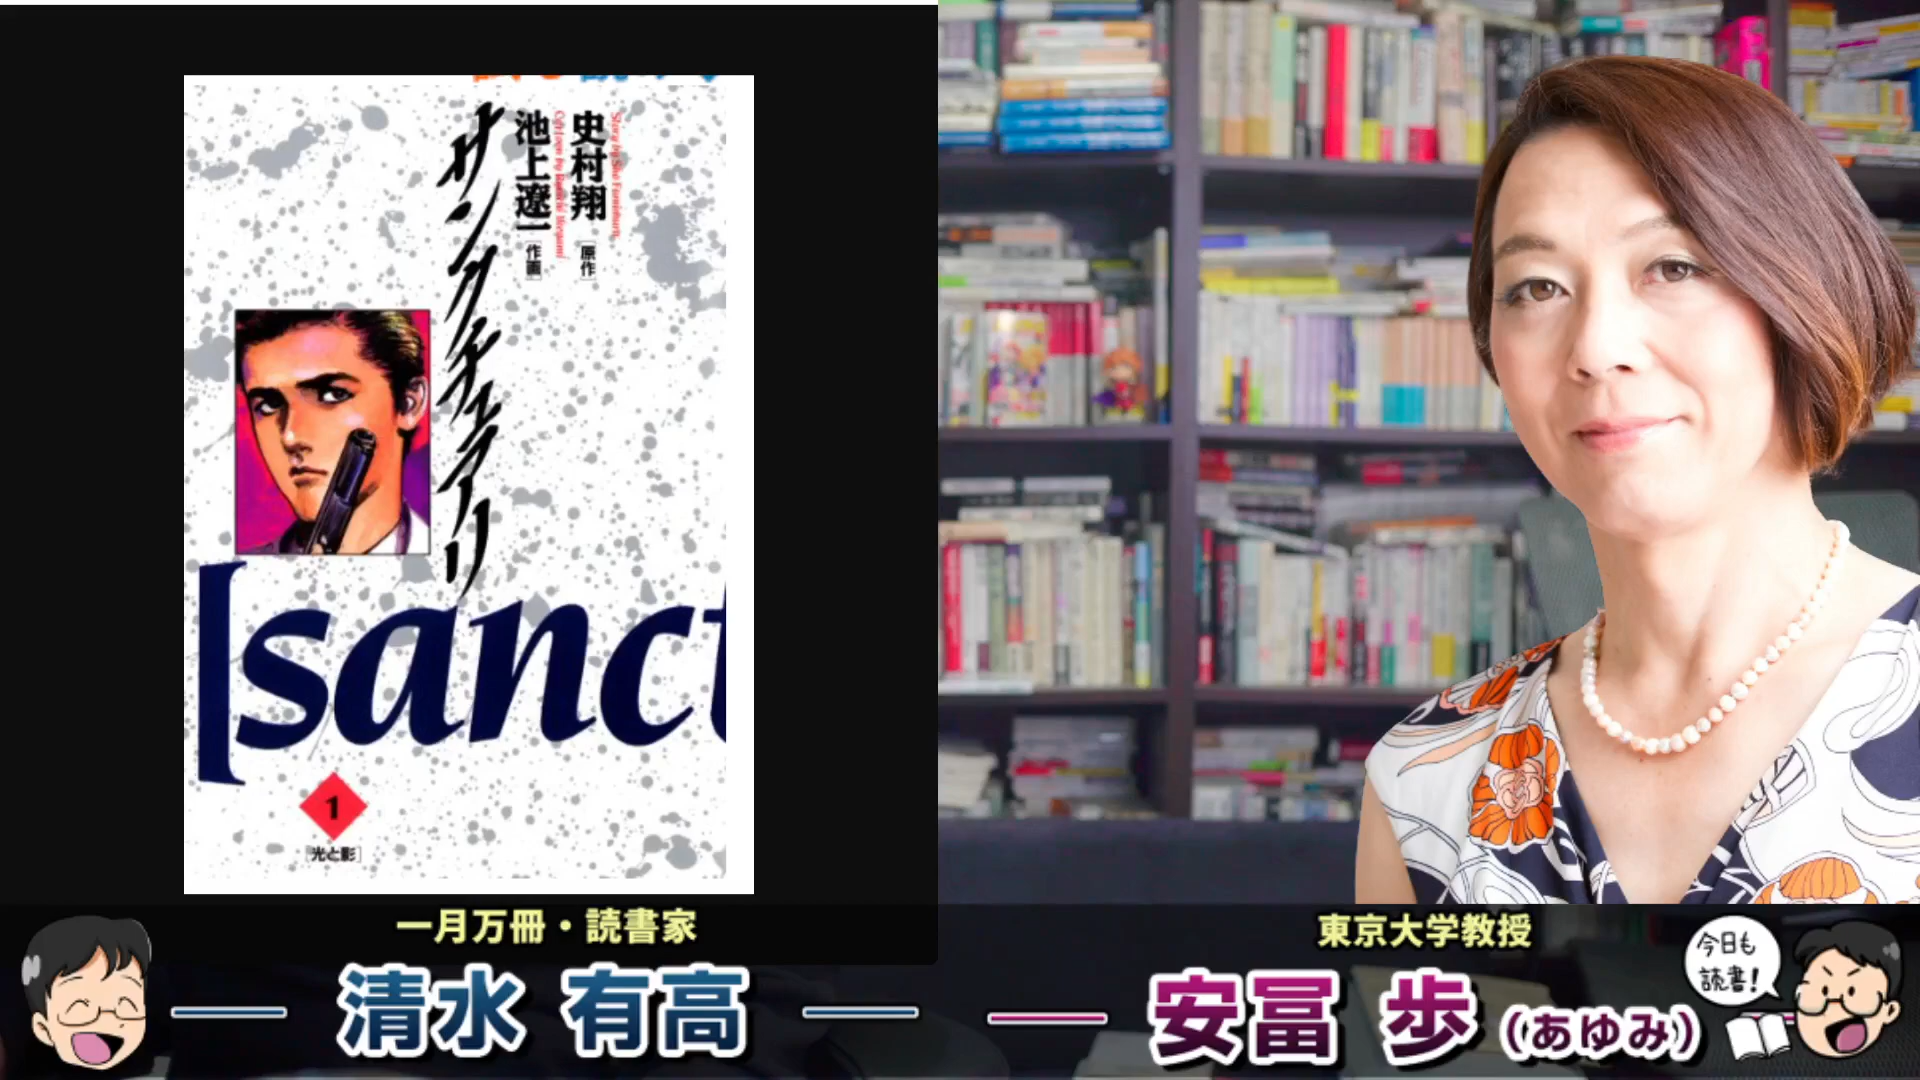 史村翔
[原作]
池上遼一
[作画]
サンクチュアリ
[sanct
1
[光と影]
一月万冊・読書家
清水 有高
東京大学教授
安冨 歩 (あゆみ)
今日も
読書!